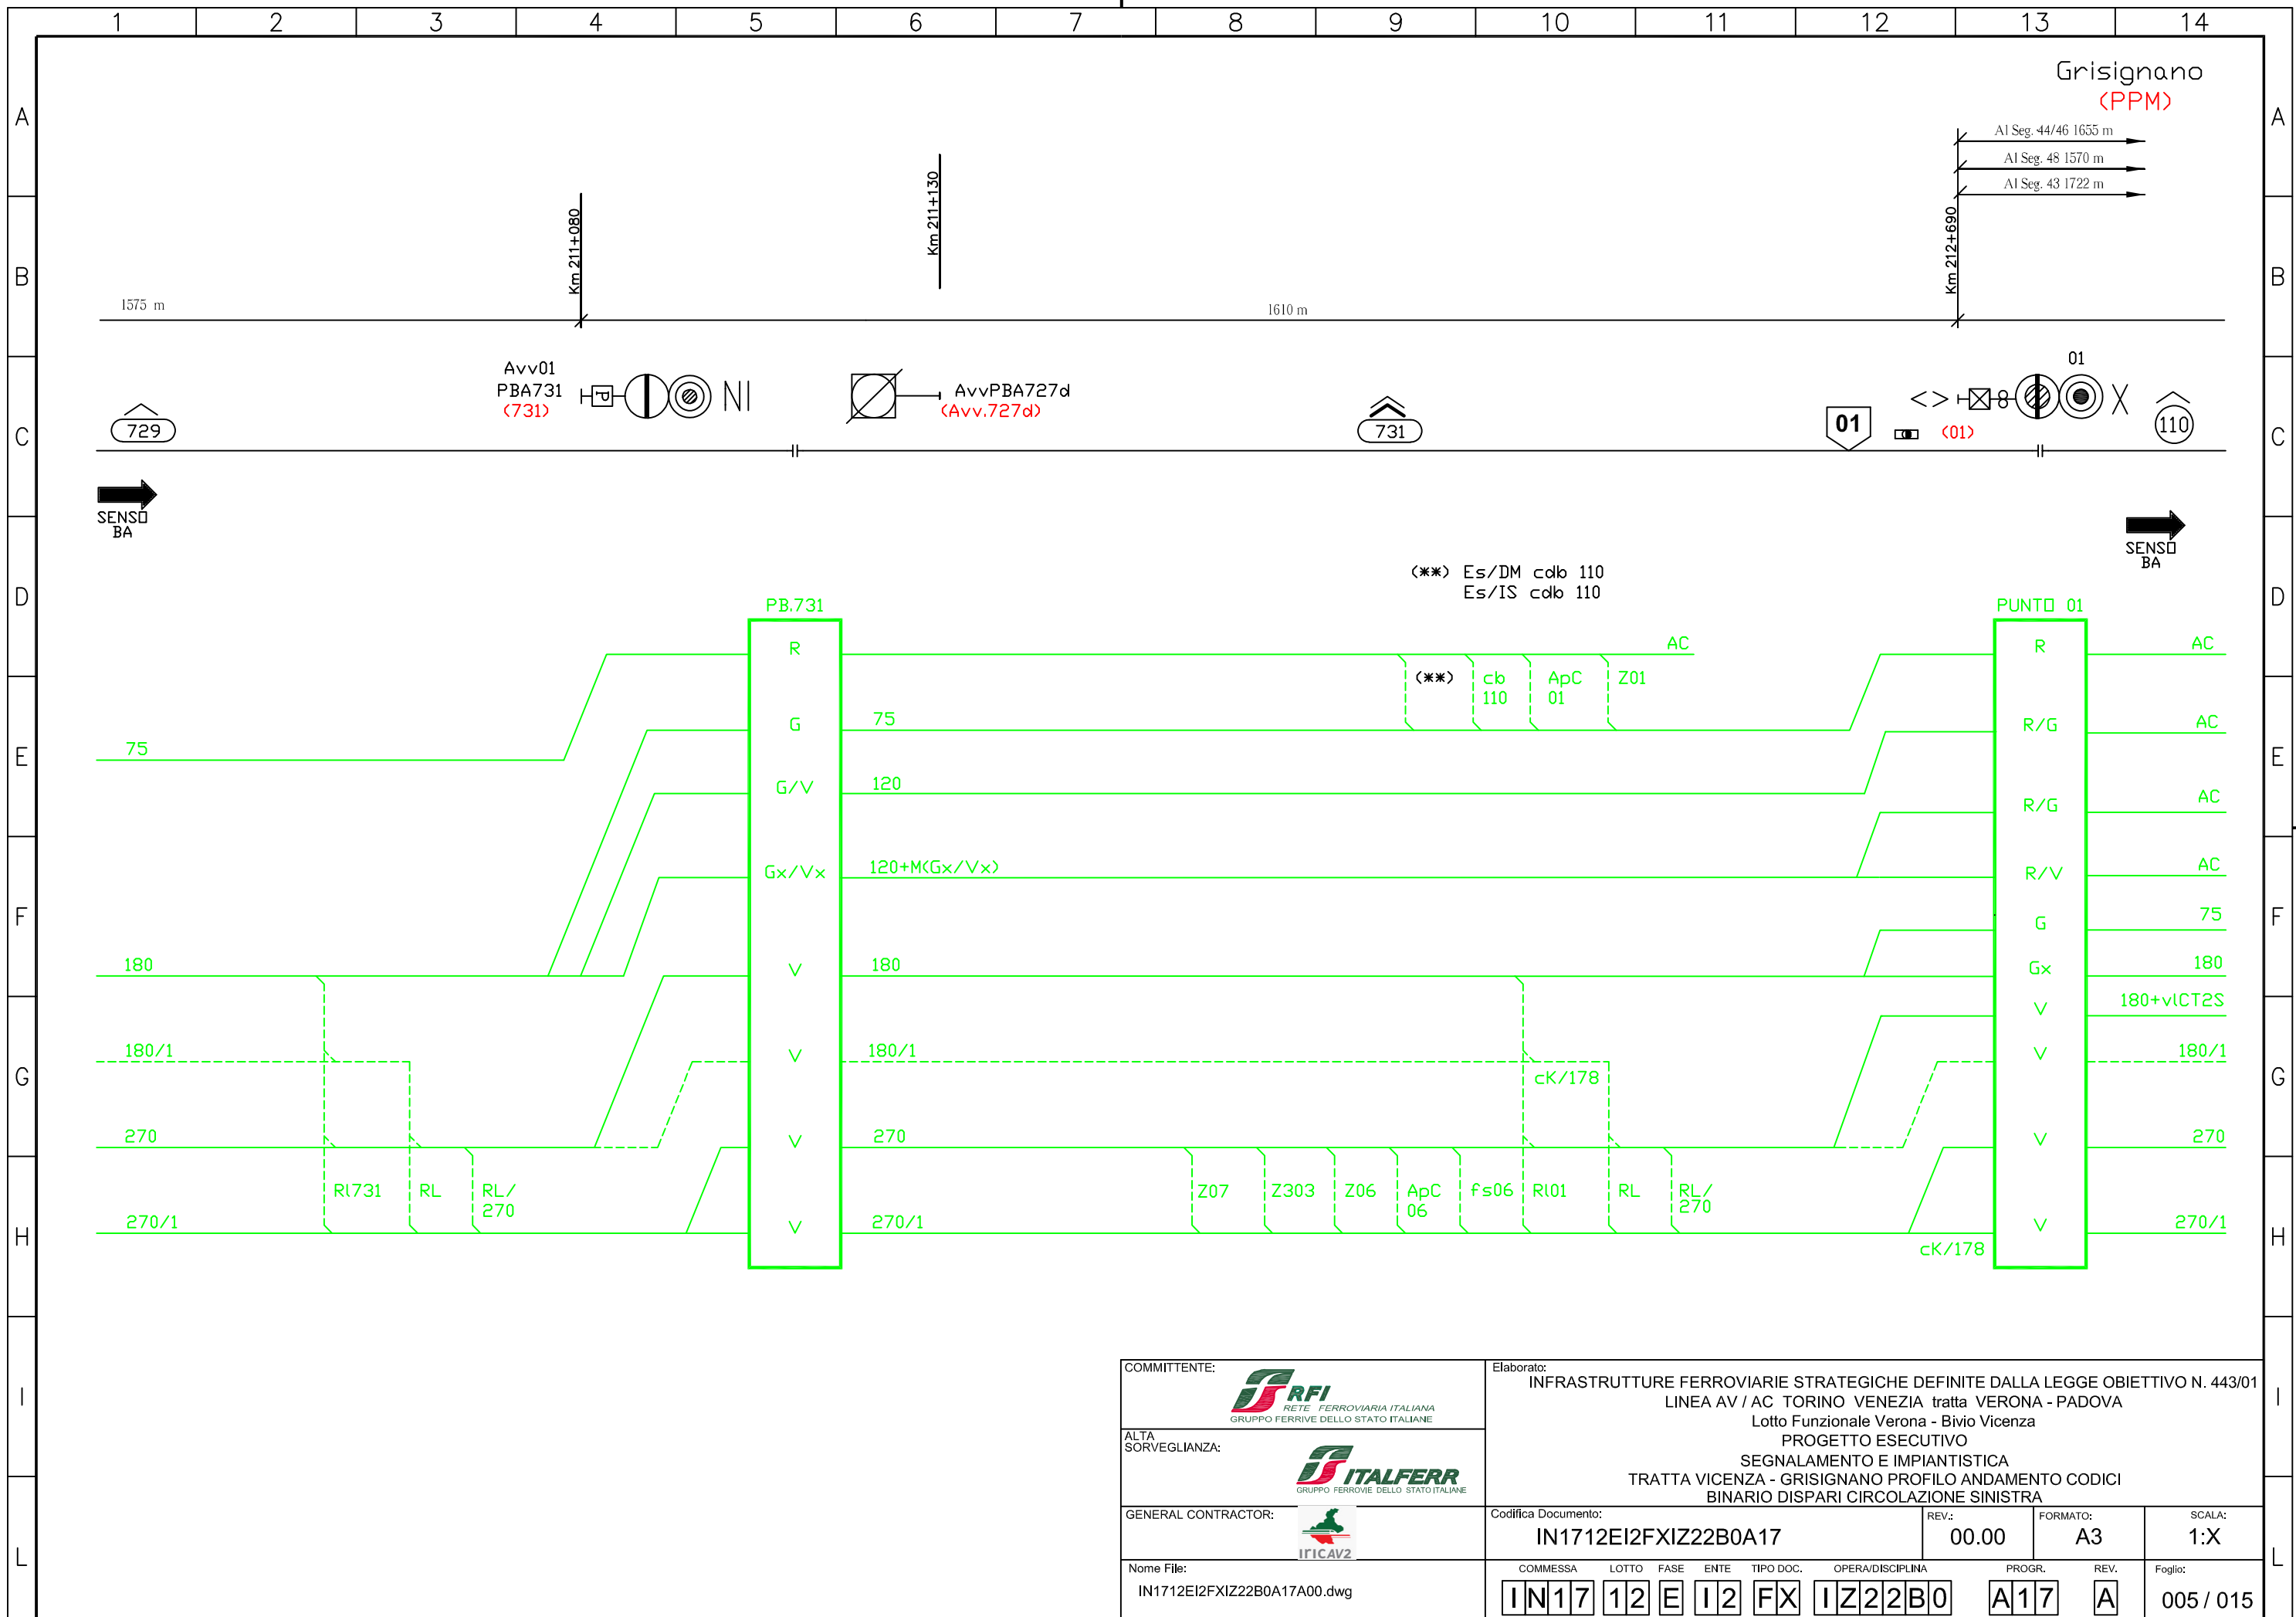 1 2 3 4 5 6 7 8 9 10 11 12 13 14
Grisignano
(PPM)
A A
Al Seg. 44/46 1655 m
Al Seg. 48 1570 m
Al Seg. 43 1722 m
Km 211+080
Km 211+130
Km 212+690
B B
1575 m
1610 m
Avv01
PBA731
(731)
P
NI
AvvPBA727d
(Avv.727d)
01
<>
X
729
731
01
(01)
110
C C
SENSO
BA
SENSO
BA
(**) Es/DM cdb 110
Es/IS cdb 110
D D
PB.731
PUNTO 01
R
AC
R
AC
(**)
cb
110
ApC
01
Z01
G
75
R/G
AC
75
E E
G/V
120
R/G
AC
Gx/Vx
120+M(Gx/Vx)
R/V
AC
F F
G
75
180
V
180
Gx
180
V
180+vlCT2S
180/1
V
180/1
V
180/1
cK/178
G G
270
V
270
V
270
Rl731
RL
RL/
270
Z07
Z303
Z06
ApC
06
fs06
Rl01
RL
RL/
270
270/1
V
270/1
V
270/1
H H
cK/178
I I
L L
COMMITTENTE:
RFI
RETE FERROVIARIA ITALIANA
GRUPPO FERRIVE DELLO STATO ITALIANE
ALTA
SORVEGLIANZA:
ITALFERR
GRUPPO FERROVIE DELLO STATO ITALIANE
GENERAL CONTRACTOR:
IrICAV2
Nome File:
IN1712EI2FXIZ22B0A17A00.dwg
Elaborato:
INFRASTRUTTURE FERROVIARIE STRATEGICHE DEFINITE DALLA LEGGE OBIETTIVO N. 443/01
LINEA AV / AC TORINO VENEZIA tratta VERONA - PADOVA
Lotto Funzionale Verona - Bivio Vicenza
PROGETTO ESECUTIVO
SEGNALAMENTO E IMPIANTISTICA
TRATTA VICENZA - GRISIGNANO PROFILO ANDAMENTO CODICI
BINARIO DISPARI CIRCOLAZIONE SINISTRA
Codifica Documento:
IN1712EI2FXIZ22B0A17
REV.:
00.00
FORMATO:
A3
SCALA:
1:X
COMMESSA LOTTO FASE ENTE TIPO DOC. OPERA/DISCIPLINA PROGR. REV.
IN17 12 E I2 FX IZ22B0 A17 A
Foglio:
005 / 015